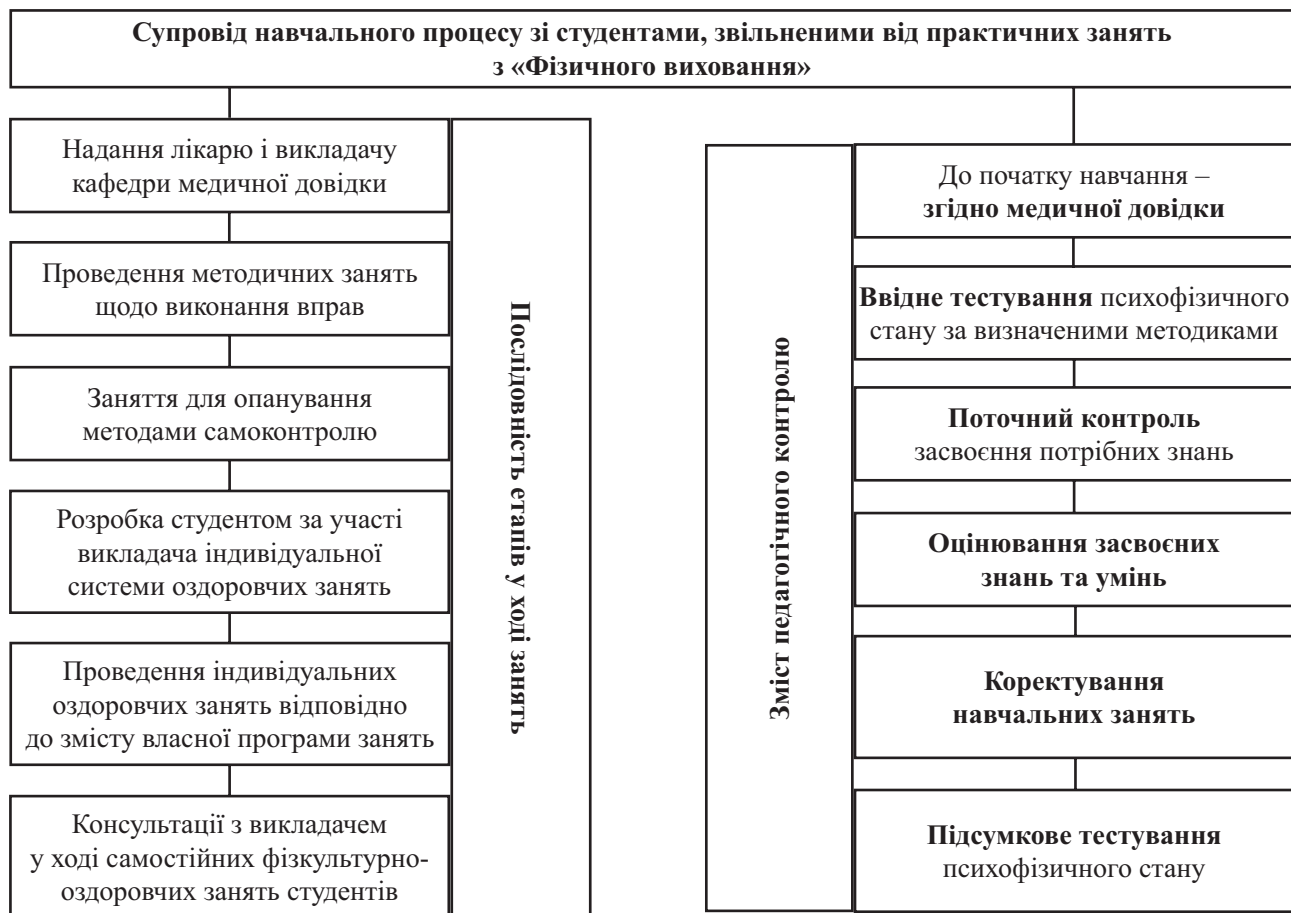 Супровід навчального процесу зі студентами, звільненими від практичних занять
з «Фізичного виховання»
Надання лікарю і викладачу
кафедри медичної довідки
Проведення методичних занять
щодо виконання вправ
Заняття для опанування
методами самоконтролю
Розробка студентом за участі
викладача індивідуальної
системи оздоровчих занять
Проведення індивідуальних
оздоровчих занять відповідно
до змісту власної програми занять
Консультації з викладачем
у ході самостійних фізкультурно-
оздоровчих занять студентів
Послідовність етапів у ході занять
Зміст педагогічного контролю
До початку навчання –
згідно медичної довідки
Ввідне тестування психофізичного
стану за визначеними методиками
Поточний контроль
засвоєння потрібних знань
Оцінювання засвоєних
знань та умінь
Коректування
навчальних занять
Підсумкове тестування
психофізичного стану